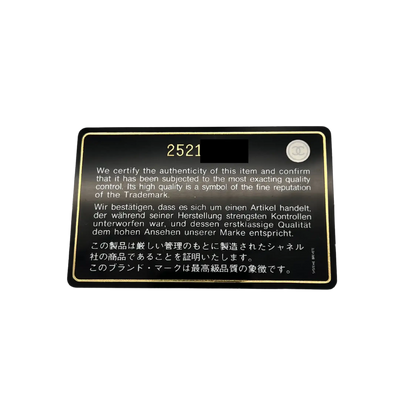 2521
We certify the authenticity of this item and confirm
that it has been subjected to the most exacting quality
control. Its high quality is a symbol of the fine reputation
of the Trademark.
Wir bestätigen, dass es sich um einen Artikel handelt,
der während seiner Herstellung strengsten Kontrollen
unterworfen war, und dessen erstklassige Qualität
dem hohen Ansehen unserer Marke entspricht.
この製品は厳しい管理のもとに製造されたシャネル
社の商品であることを証明いたします。
このブランド・マークは最高級品質の象徴です。